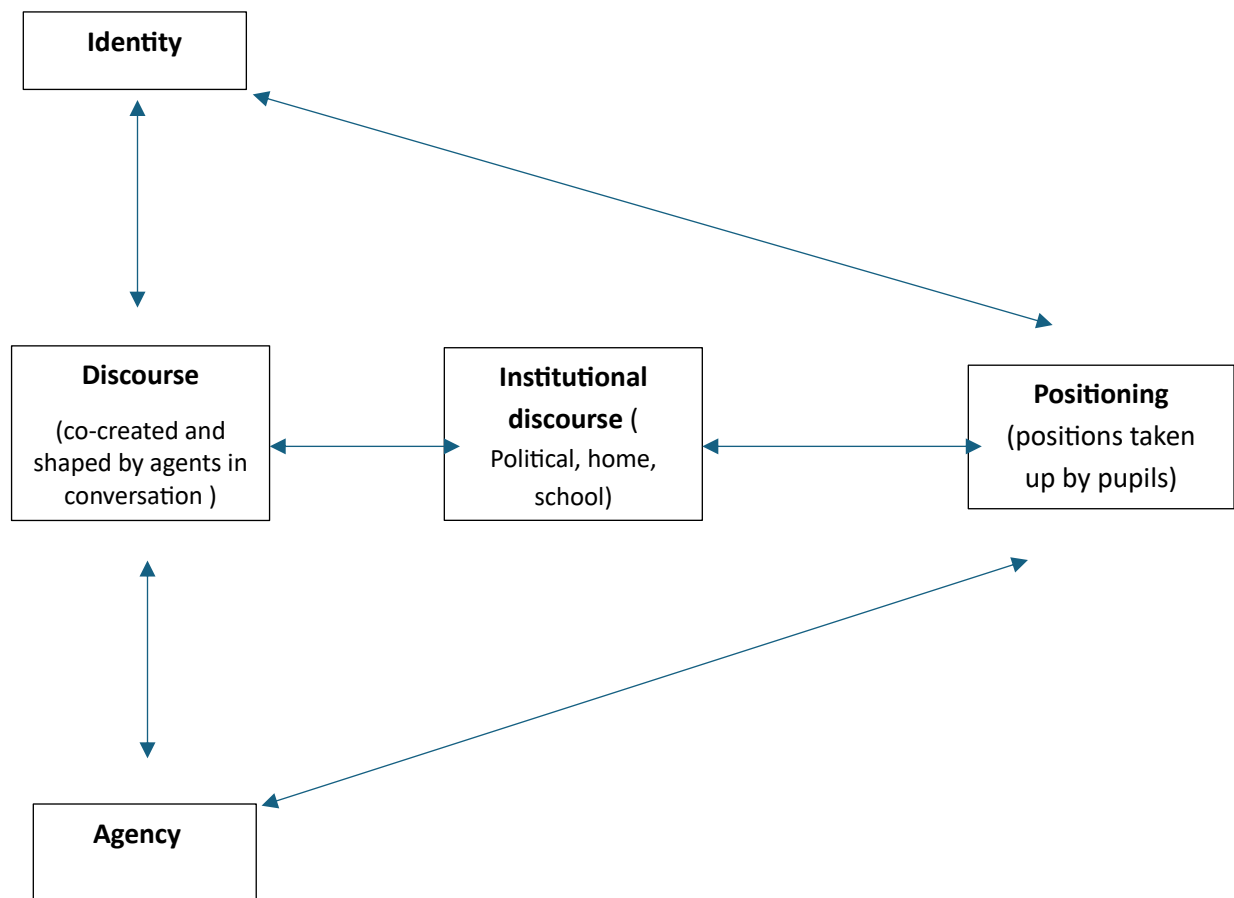 Identity
Discourse
(co-created and
shaped by agents in
conversation )
Institutional
discourse (
Political, home,
school)
Positioning
(positions taken
up by pupils)
Agency